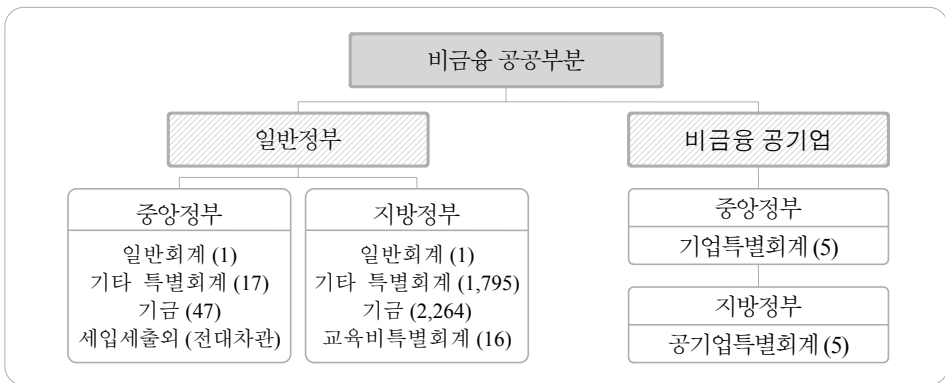 비금융 공공부분
일반정부
비금융 공기업
중앙정부
일반회계 (1)
기타 특별회계 (17)
기금 (47)
세입세출외 (전대차관)
지방정부
일반회계 (1)
기타 특별회계 (1,795)
기금 (2,264)
교육비특별회계 (16)
중앙정부
기업특별회계 (5)
지방정부
공기업특별회계 (5)